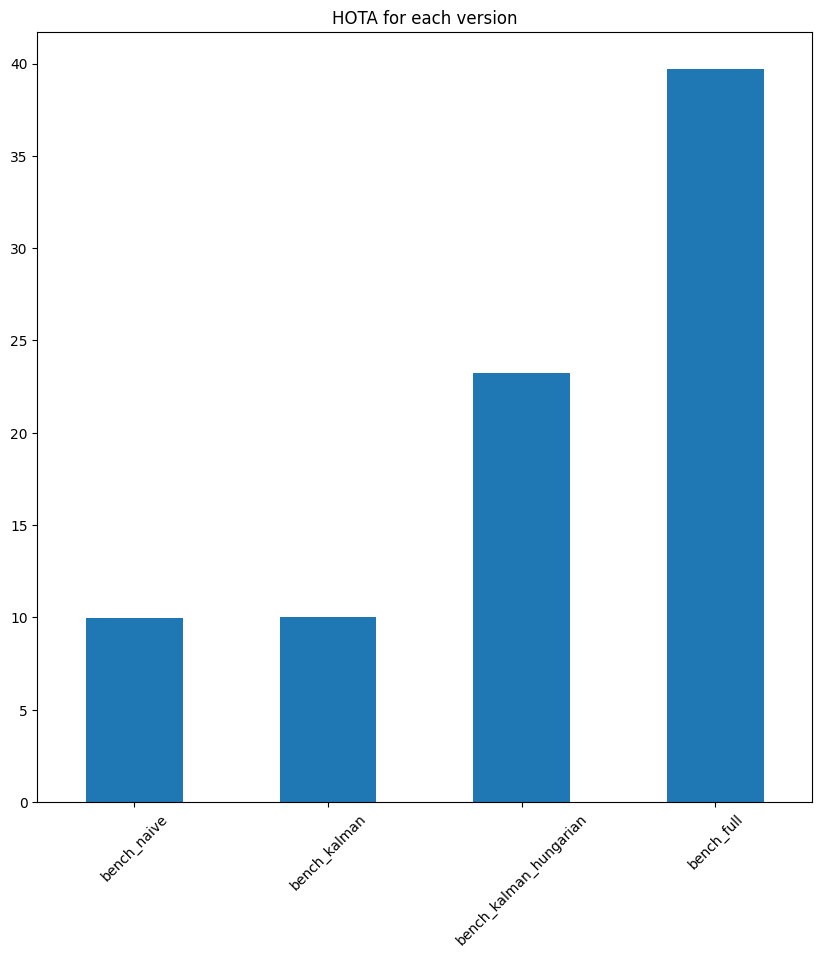 HOTA for each version
40
35
30
25
20
15
10
5
0
bench_naive
bench_kalman
bench_kalman_hungarian
bench_full